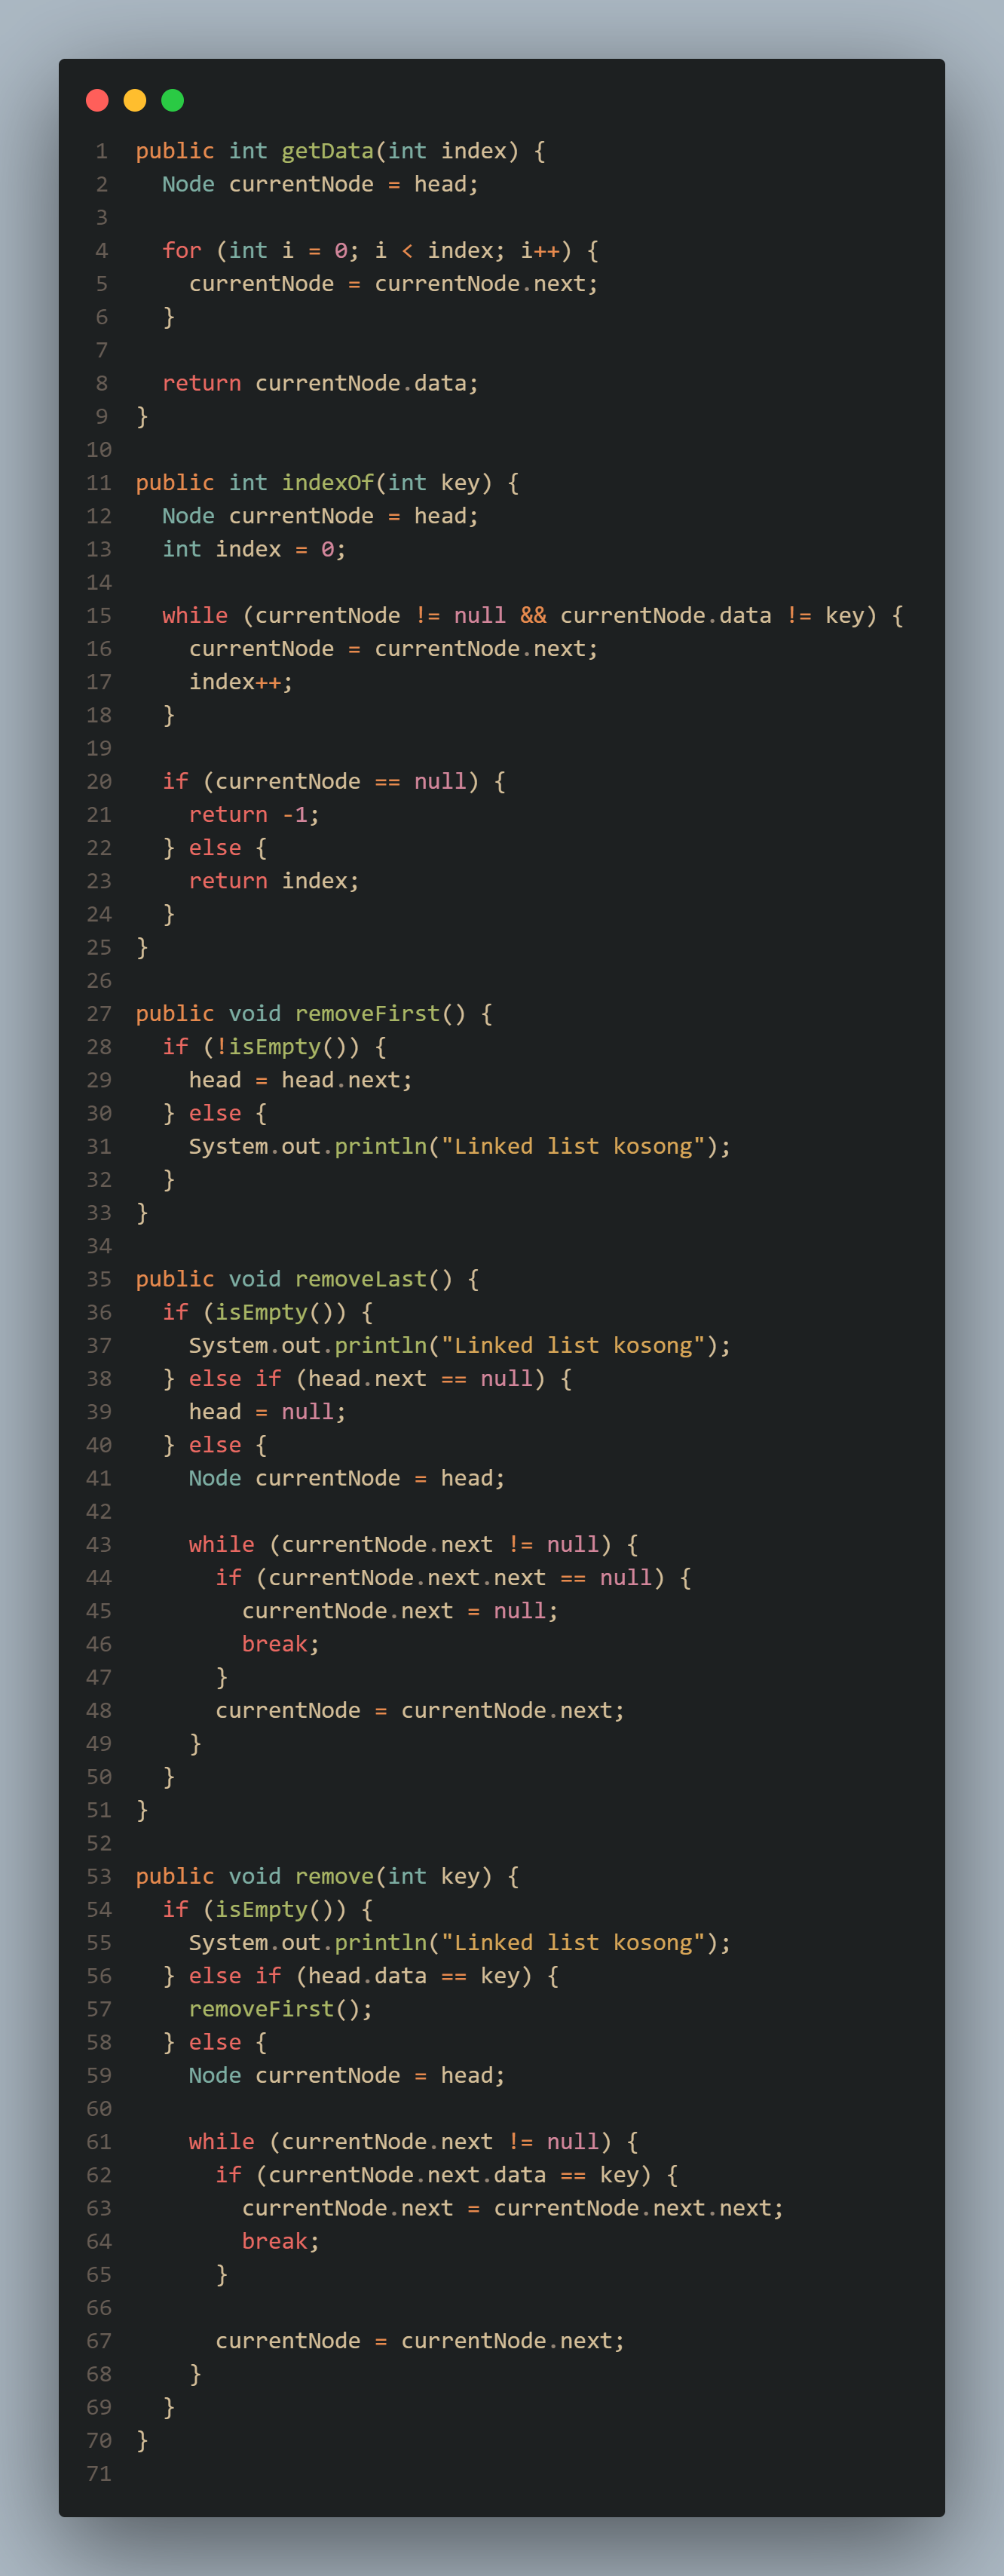 1 public int getData(int index) {
2   Node currentNode = head;
3
4   for (int i = 0; i < index; i++) {
5     currentNode = currentNode.next;
6   }
7
8   return currentNode.data;
9 }
10
11 public int indexOf(int key) {
12   Node currentNode = head;
13   int index = 0;
14
15   while (currentNode != null && currentNode.data != key) {
16     currentNode = currentNode.next;
17     index++;
18   }
19
20   if (currentNode == null) {
21     return -1;
22   } else {
23     return index;
24   }
25 }
26
27 public void removeFirst() {
28   if (!isEmpty()) {
29     head = head.next;
30   } else {
31     System.out.println("Linked list kosong");
32   }
33 }
34
35 public void removeLast() {
36   if (isEmpty()) {
37     System.out.println("Linked list kosong");
38   } else if (head.next == null) {
39     head = null;
40   } else {
41     Node currentNode = head;
42
43     while (currentNode.next != null) {
44       if (currentNode.next.next == null) {
45         currentNode.next = null;
46         break;
47       }
48       currentNode = currentNode.next;
49     }
50   }
51 }
52
53 public void remove(int key) {
54   if (isEmpty()) {
55     System.out.println("Linked list kosong");
56   } else if (head.data == key) {
57     removeFirst();
58   } else {
59     Node currentNode = head;
60
61     while (currentNode.next != null) {
62       if (currentNode.next.data == key) {
63         currentNode.next = currentNode.next.next;
64         break;
65       }
66
67       currentNode = currentNode.next;
68     }
69   }
70 }
71